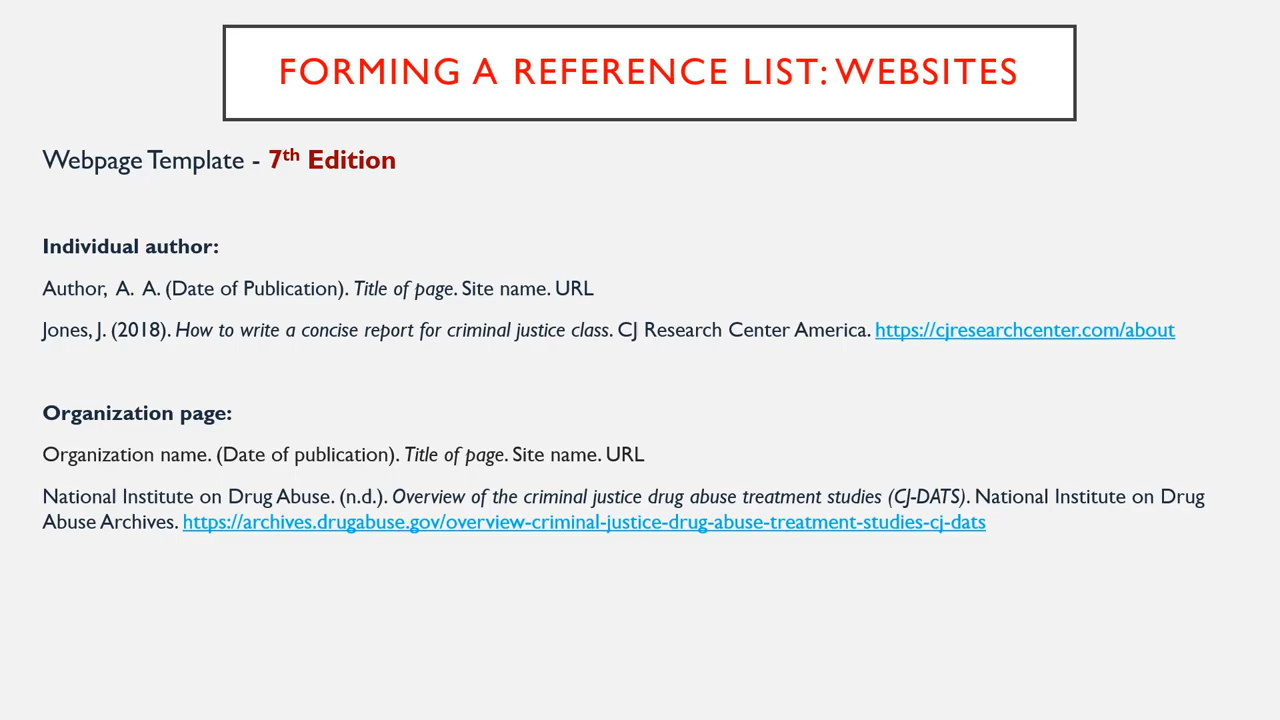 FORMING A REFERENCE LIST: WEBSITES
Webpage Template - 7th Edition
Individual author:
Author, A. A. (Date of Publication). Title of page. Site name. URL
Jones, J. (2018). How to write a concise report for criminal justice class. CJ Research Center America. https://cjresearchcenter.com/about
Organization page:
Organization name. (Date of publication). Title of page. Site name. URL
National Institute on Drug Abuse. (n.d.). Overview of the criminal justice drug abuse treatment studies (CJ-DATS). National Institute on Drug
Abuse Archives. https://archives.drugabuse.gov/overview-criminal-justice-drug-abuse-treatment-studies-cj-dats